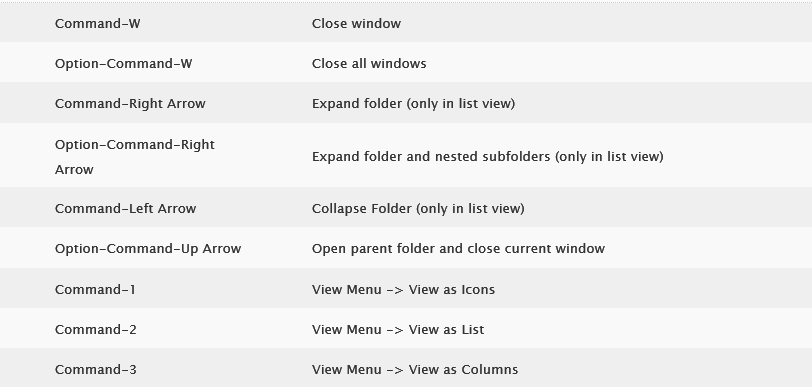 Command-W Close window
Option-Command-W Close all windows
Command-Right Arrow Expand folder (only in list view)
Option-Command-Right
Arrow
Expand folder and nested subfolders (only in list view)
Command-Left Arrow Collapse Folder (only in list view)
Option-Command-Up Arrow Open parent folder and close current window
Command-1 View Menu -> View as Icons
Command-2 View Menu -> View as List
Command-3 View Menu -> View as Columns